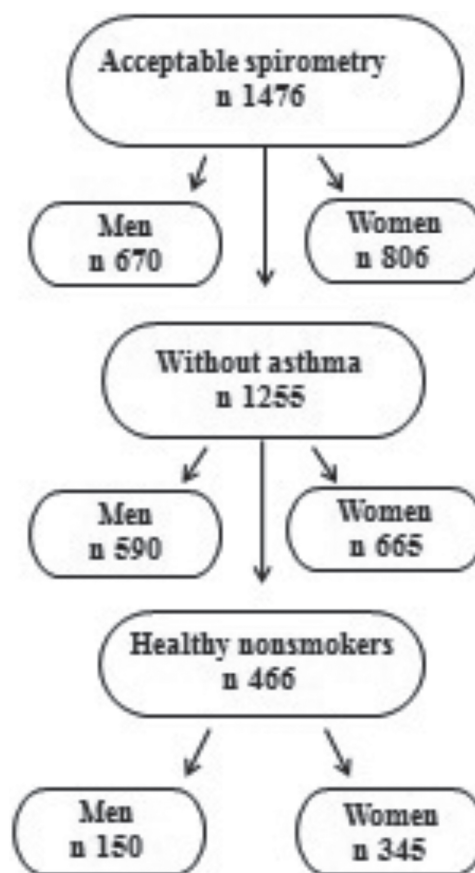 Acceptable spirometry
n 1476
Men
n 670
Women
n 806
Without asthma
n 1255
Men
n 590
Women
n 665
Healthy nonsmokers
n 466
Men
n 150
Women
n 345